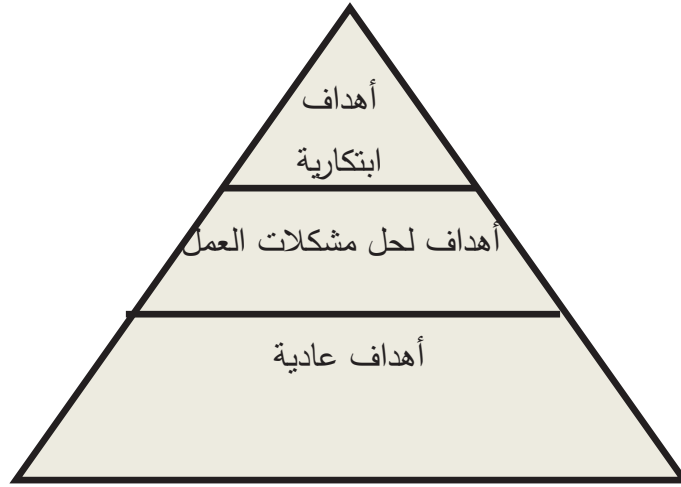 أهداف
ابتكارية
أهداف لحل مشكلات العمل
أهداف عادية